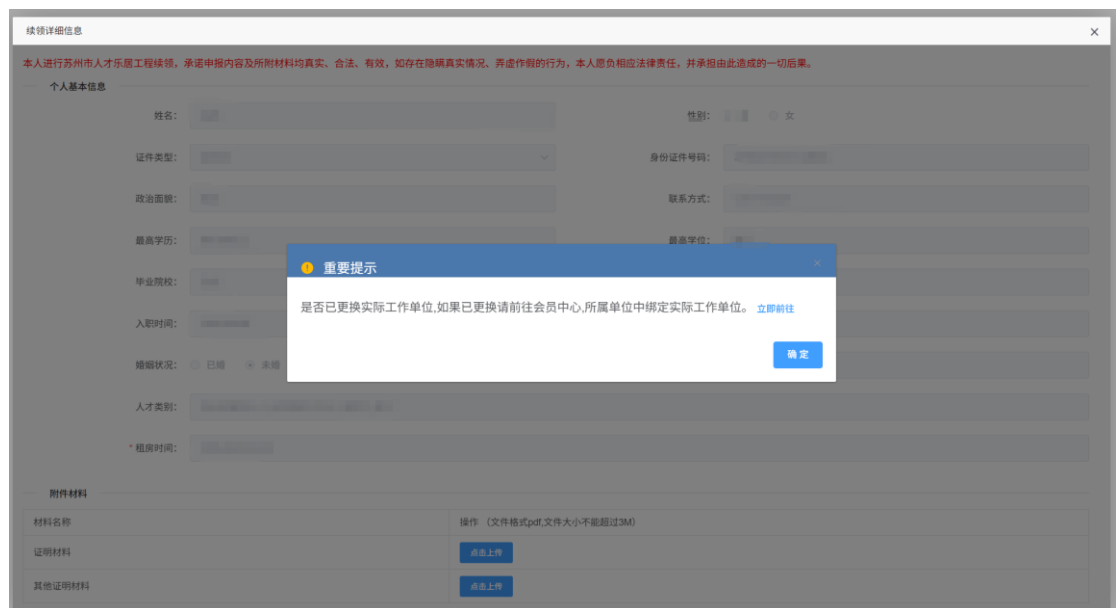 续领详细信息
本人进行苏州市人才乐居工程续领，承诺申报内容及所附材料均真实、合法、有效，如存在隐瞒真实情况、弄虚作假的行为，本人愿负相应法律责任，并承担由此造成的一切后果。
个人基本信息
姓名： 性别： 女
证件类型： 身份证件号码：
政治面貌： 联系方式：
最高学历： 最高学位：
重要提示
毕业院校：
是否已更换实际工作单位,如果已更换请前往会员中心,所属单位中绑定实际工作单位。 立即前往
入职时间：
确定
婚姻状况： 已婚 未婚
人才类别：
*租房时间：
附件材料
材料名称 操作 （文件格式pdf,文件大小不能超过3M）
证明材料 点击上传
其他证明材料 点击上传